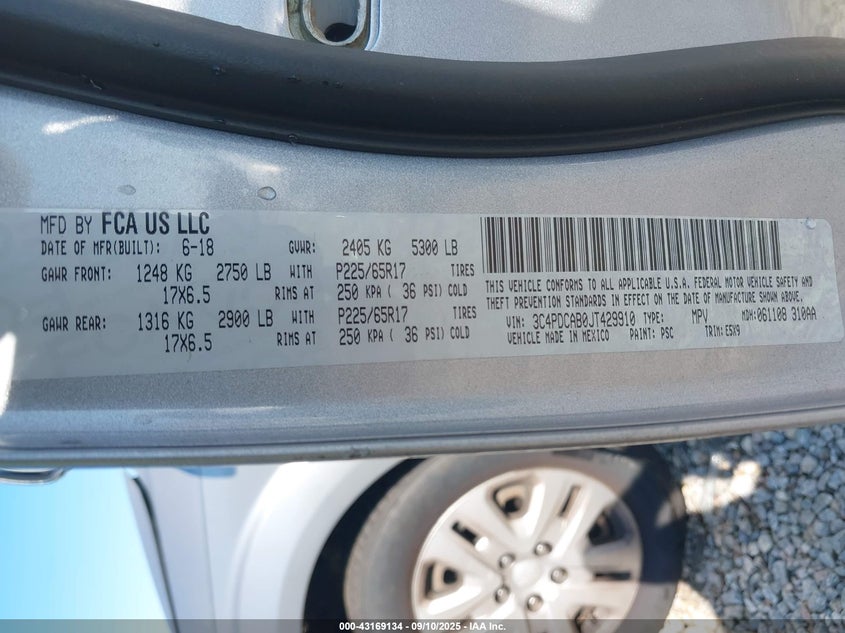 MFD BY FCA US LLC
DATE OF MFR(BUILT): 6-18 GVWR: 2405 KG 5300 LB
GAWR FRONT: 1248 KG 2750 LB WITH P225/65R17 TIRES
17X6.5 RIMS AT 250 KPA ( 36 PSI) COLD
GAWR REAR: 1316 KG 2900 LB WITH P225/65R17 TIRES
17X6.5 RIMS AT 250 KPA ( 36 PSI) COLD
THIS VEHICLE CONFORMS TO ALL APPLICABLE U.S.A. FEDERAL MOTOR VEHICLE SAFETY AND
THEFT PREVENTION STANDARDS IN EFFECT ON THE DATE OF MANUFACTURE SHOWN ABOVE.
VIN: 3C4PDCAB0JT429910 TYPE: MPV MDH: 061108 310AA
VEHICLE MADE IN MEXICO PAINT: PSC TRIM: E5X9
000-43169134 - 09/10/2025 - IAA Inc.